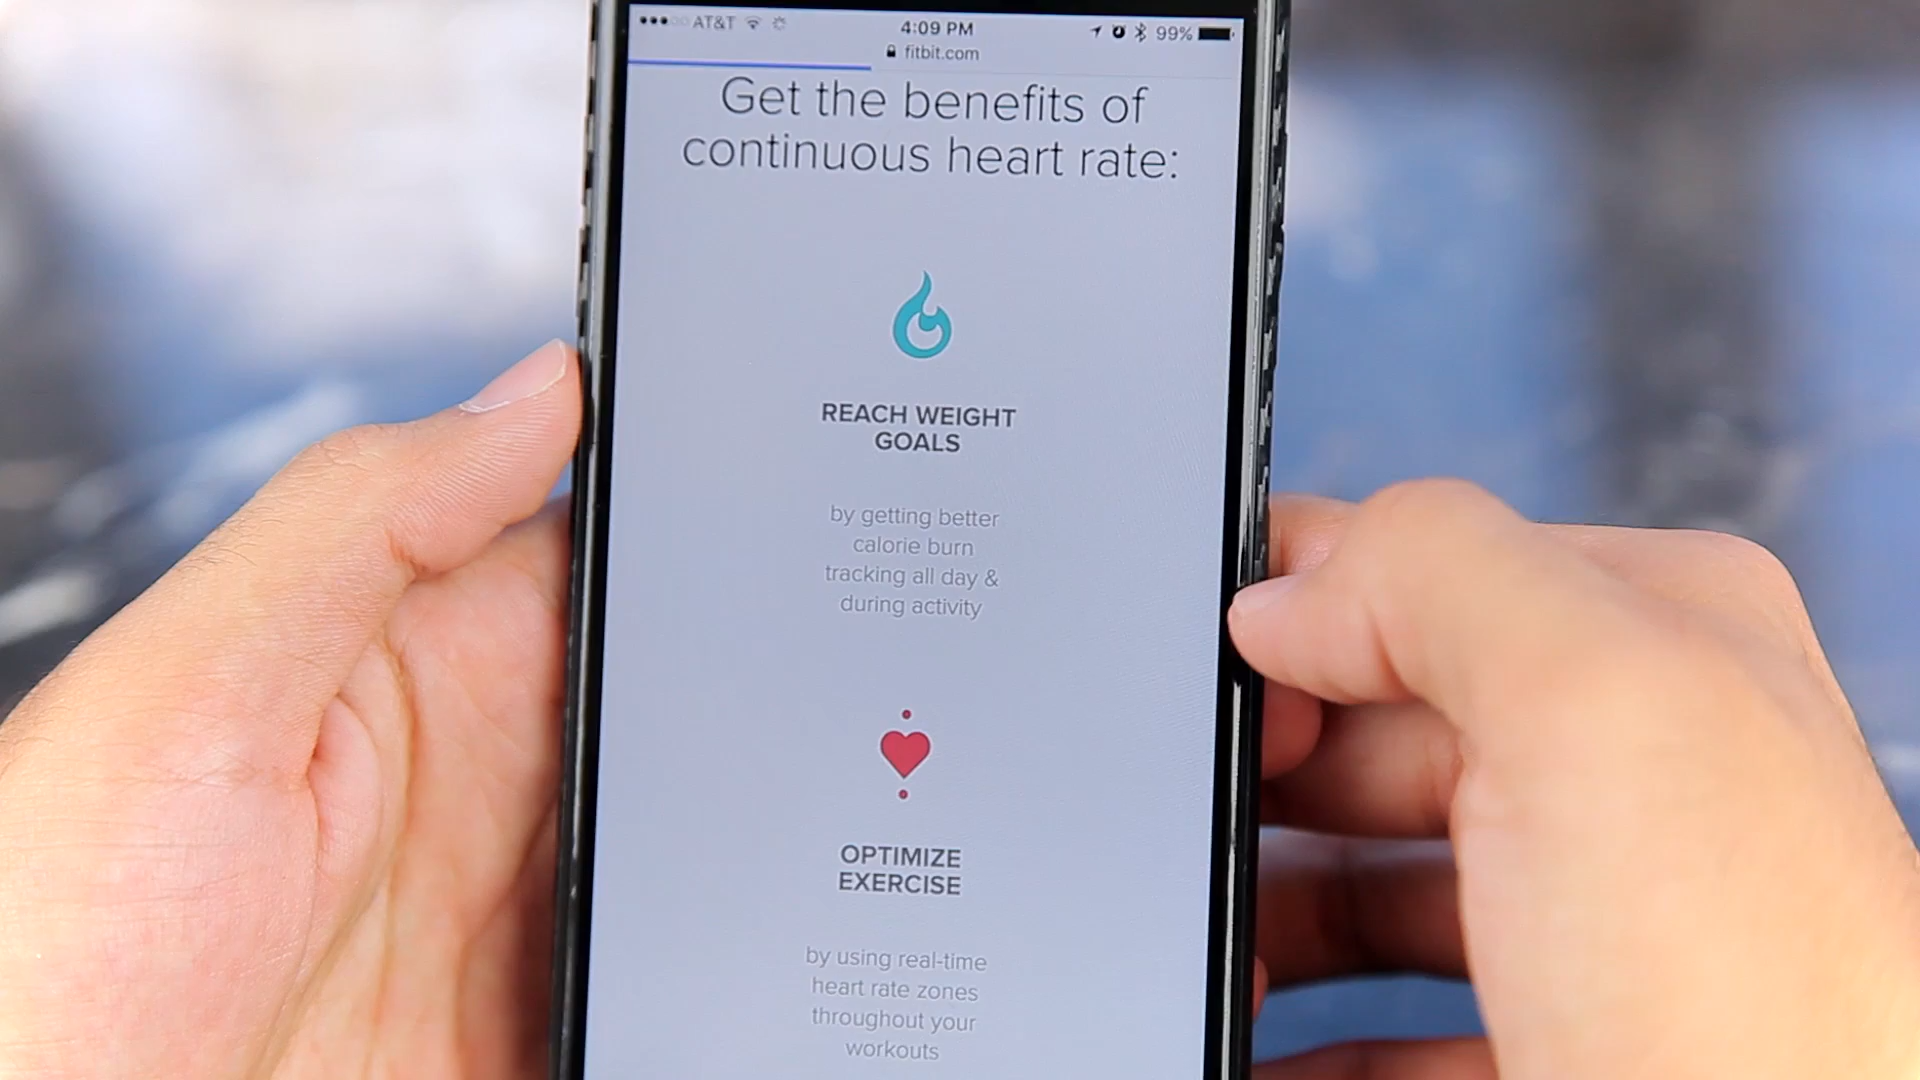 AT&T 4:09 PM 99%
fitbit.com
Get the benefits of
continuous heart rate:
REACH WEIGHT
GOALS
by getting better
calorie burn
tracking all day &
during activity
OPTIMIZE
EXERCISE
by using real-time
heart rate zones
throughout your
workouts